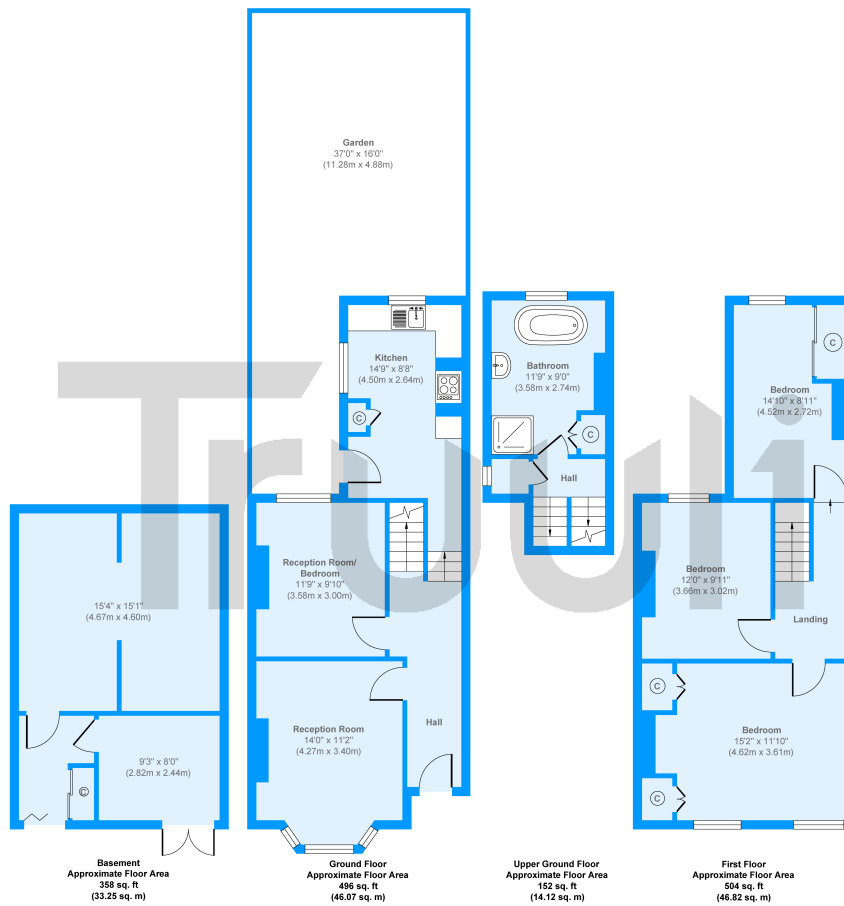 Garden
37'0" x 16'0"
(11.28m x 4.88m)
Kitchen
14'9" x 8'8"
(4.50m x 2.64m)
C
Bathroom
11'9" x 9'0"
(3.58m x 2.74m)
C
Hall
C
Bedroom
14'10" x 8'11"
(4.52m x 2.72m)
Truuli
15'4" x 15'1"
(4.67m x 4.60m)
9'3" x 8'0"
(2.82m x 2.44m)
C
Reception Room/
Bedroom
11'9" x 9'10"
(3.58m x 3.00m)
Reception Room
14'0" x 11'2"
(4.27m x 3.40m)
Hall
Bedroom
12'0" x 9'11"
(3.66m x 3.02m)
Landing
C
Bedroom
15'2" x 11'10"
(4.62m x 3.61m)
C
Basement
Approximate Floor Area
358 sq. ft
(33.25 sq. m)
Ground Floor
Approximate Floor Area
496 sq. ft
(46.07 sq. m)
Upper Ground Floor
Approximate Floor Area
152 sq. ft
(14.12 sq. m)
First Floor
Approximate Floor Area
504 sq. ft
(46.82 sq. m)